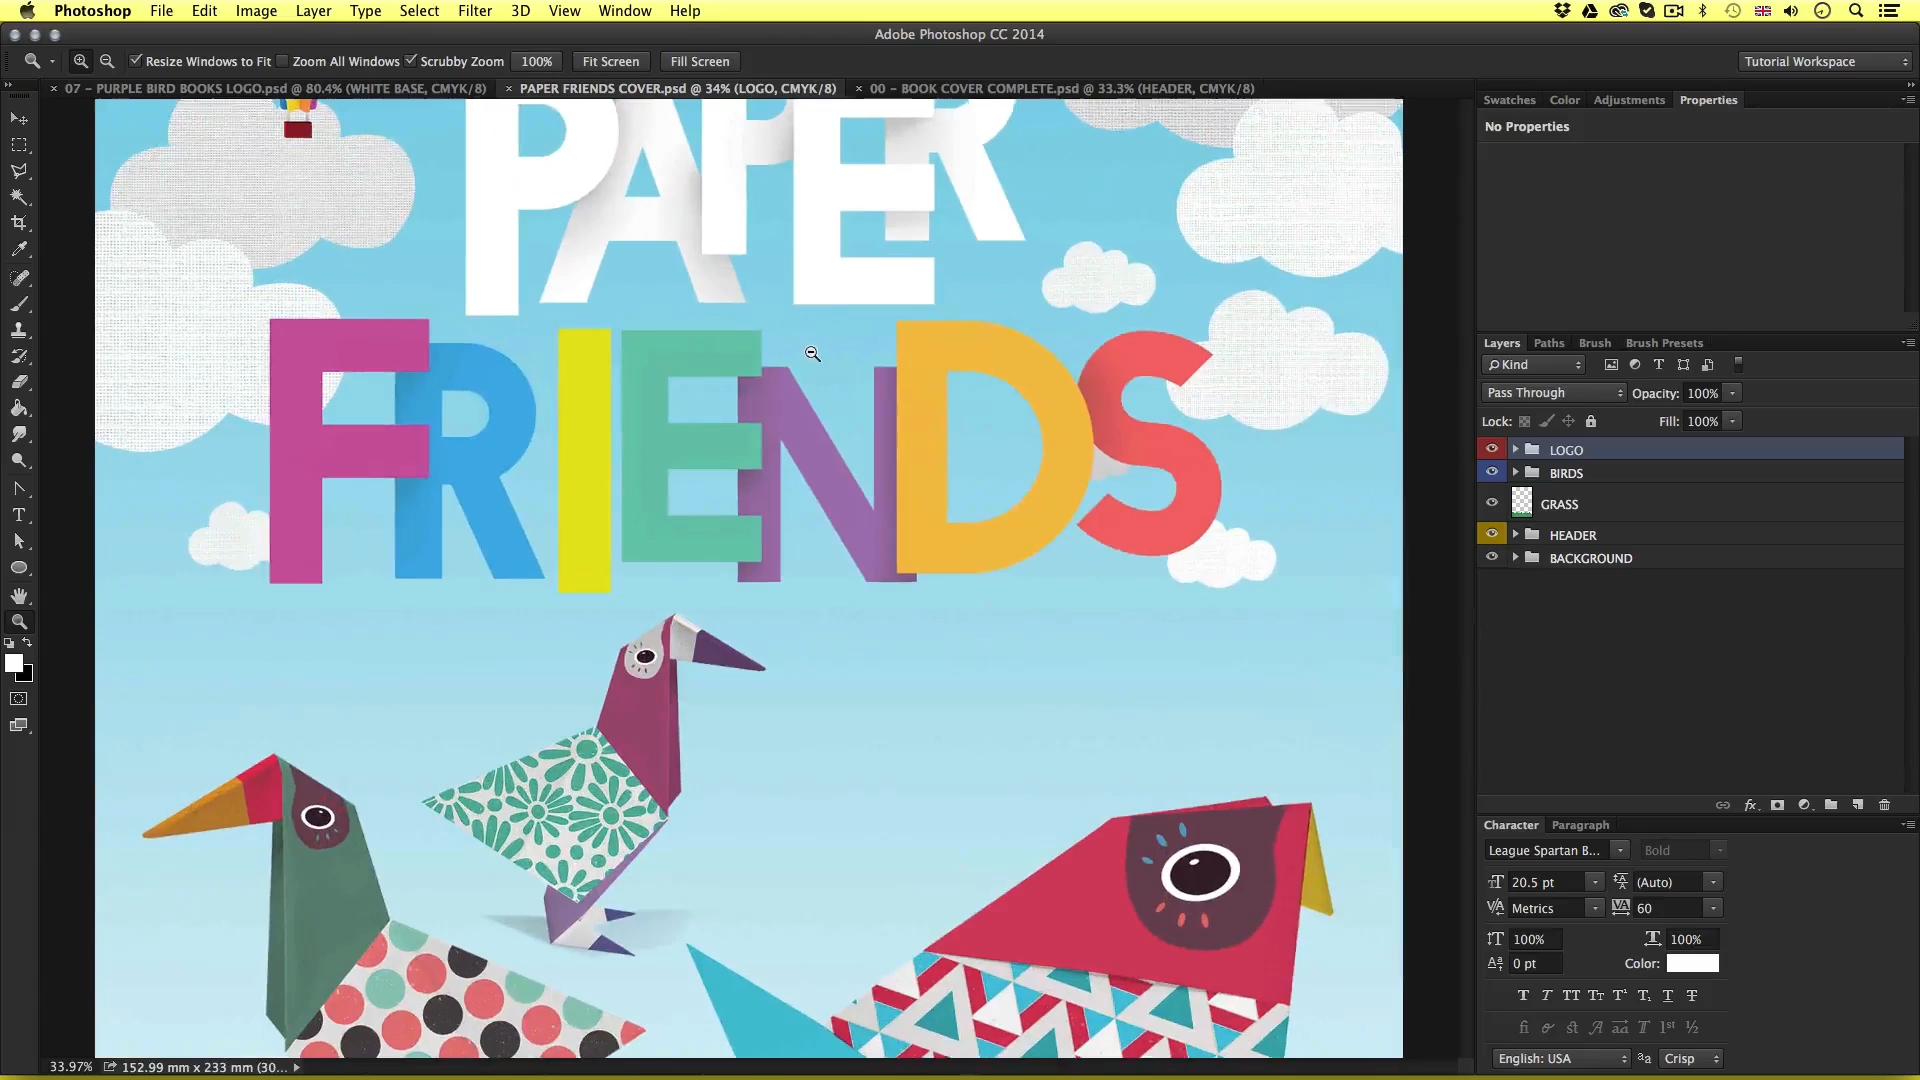 Photoshop File Edit Image Layer Type Select Filter 3D View Window Help
Adobe Photoshop CC 2014
Resize Windows to Fit Zoom All Windows Scrubby Zoom 100% Fit Screen Fill Screen Tutorial Workspace
× 07 – PURPLE BIRD BOOKS LOGO.psd @ 80.4% (WHITE BASE, CMYK/8) × PAPER FRIENDS COVER.psd @ 34% (LOGO, CMYK/8) × 00 – BOOK COVER COMPLETE.psd @ 33.3% (HEADER, CMYK/8)
Swatches Color Adjustments Properties
No Properties
PAPER
FRIENDS
Layers Paths Brush Brush Presets
Kind
Pass Through Opacity: 100%
Lock: Fill: 100%
LOGO
BIRDS
GRASS
HEADER
BACKGROUND
Character Paragraph
League Spartan B... Bold
20.5 pt (Auto)
Metrics 60
100% 100%
0 pt Color:
English: USA Crisp
33.97% 152.99 mm x 233 mm (30...